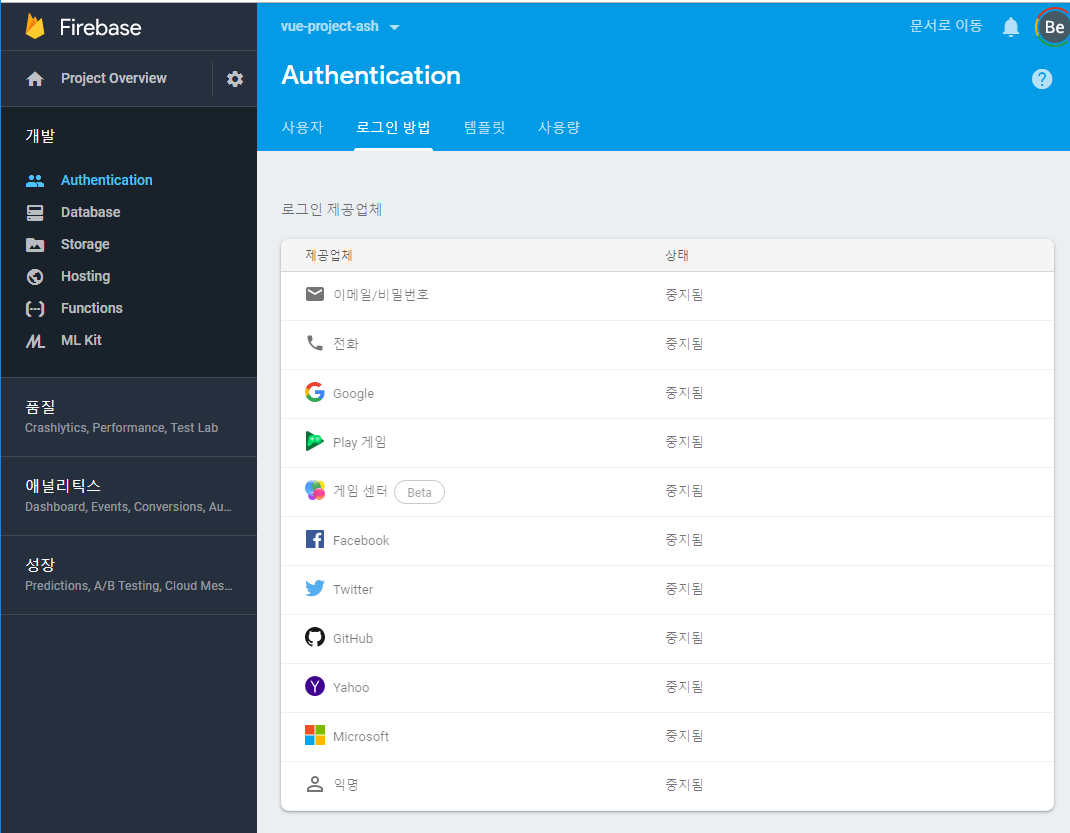 Firebase
Project Overview
개발
Authentication
Database
Storage
Hosting
Functions
ML Kit
품질
Crashlytics, Performance, Test Lab
애널리틱스
Dashboard, Events, Conversions, Au...
성장
Predictions, A/B Testing, Cloud Mes...
vue-project-ash
문서로 이동
Be
Authentication
?
사용자 로그인 방법 템플릿 사용량
로그인 제공업체
제공업체 상태
이메일/비밀번호 중지됨
전화 중지됨
Google 중지됨
Play 게임 중지됨
게임 센터 Beta 중지됨
Facebook 중지됨
Twitter 중지됨
GitHub 중지됨
Yahoo 중지됨
Microsoft 중지됨
익명 중지됨